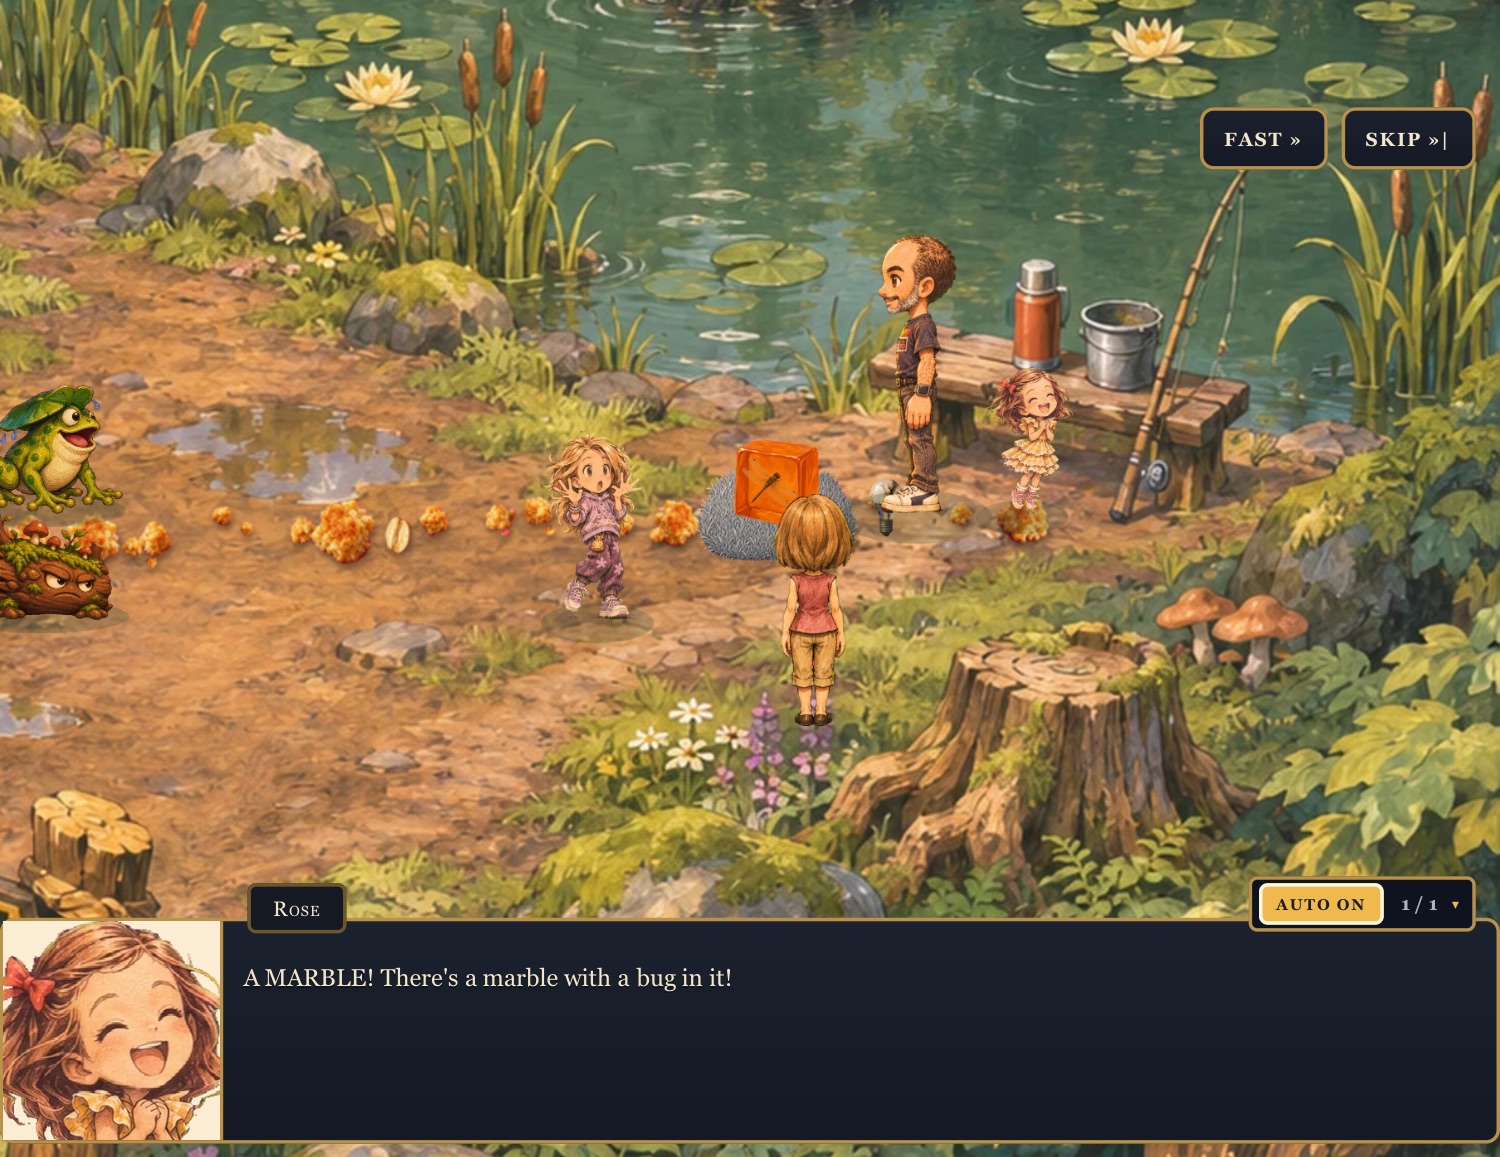 FAST »
SKIP »|
Rose
AUTO ON
1 / 1 ▾
A MARBLE! There's a marble with a bug in it!